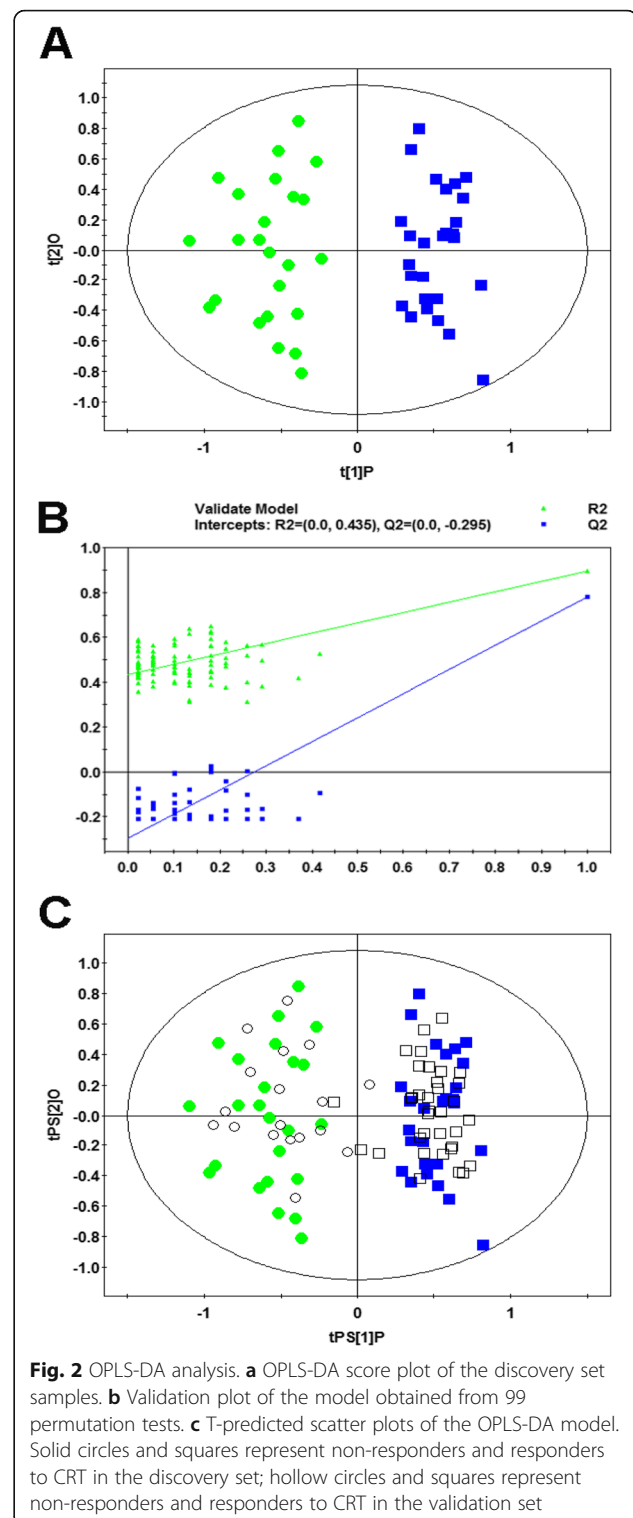 A
1.0
0.8
0.6
0.4
0.2
-0.0
-0.2
-0.4
-0.6
-0.8
-1.0
t[2]O
-1 0 1
t[1]P
B
Validate Model
Intercepts: R2=(0.0, 0.435), Q2=(0.0, -0.295)
R2
Q2
1.0
0.8
0.6
0.4
0.2
0.0
-0.2
0.0 0.1 0.2 0.3 0.4 0.5 0.6 0.7 0.8 0.9 1.0
C
1.0
0.8
0.6
0.4
0.2
-0.0
-0.2
-0.4
-0.6
-0.8
-1.0
tPS[2]O
-1 0 1
tPS[1]P
Fig. 2 OPLS-DA analysis. a OPLS-DA score plot of the discovery set
samples. b Validation plot of the model obtained from 99
permutation tests. c T-predicted scatter plots of the OPLS-DA model.
Solid circles and squares represent non-responders and responders
to CRT in the discovery set; hollow circles and squares represent
non-responders and responders to CRT in the validation set